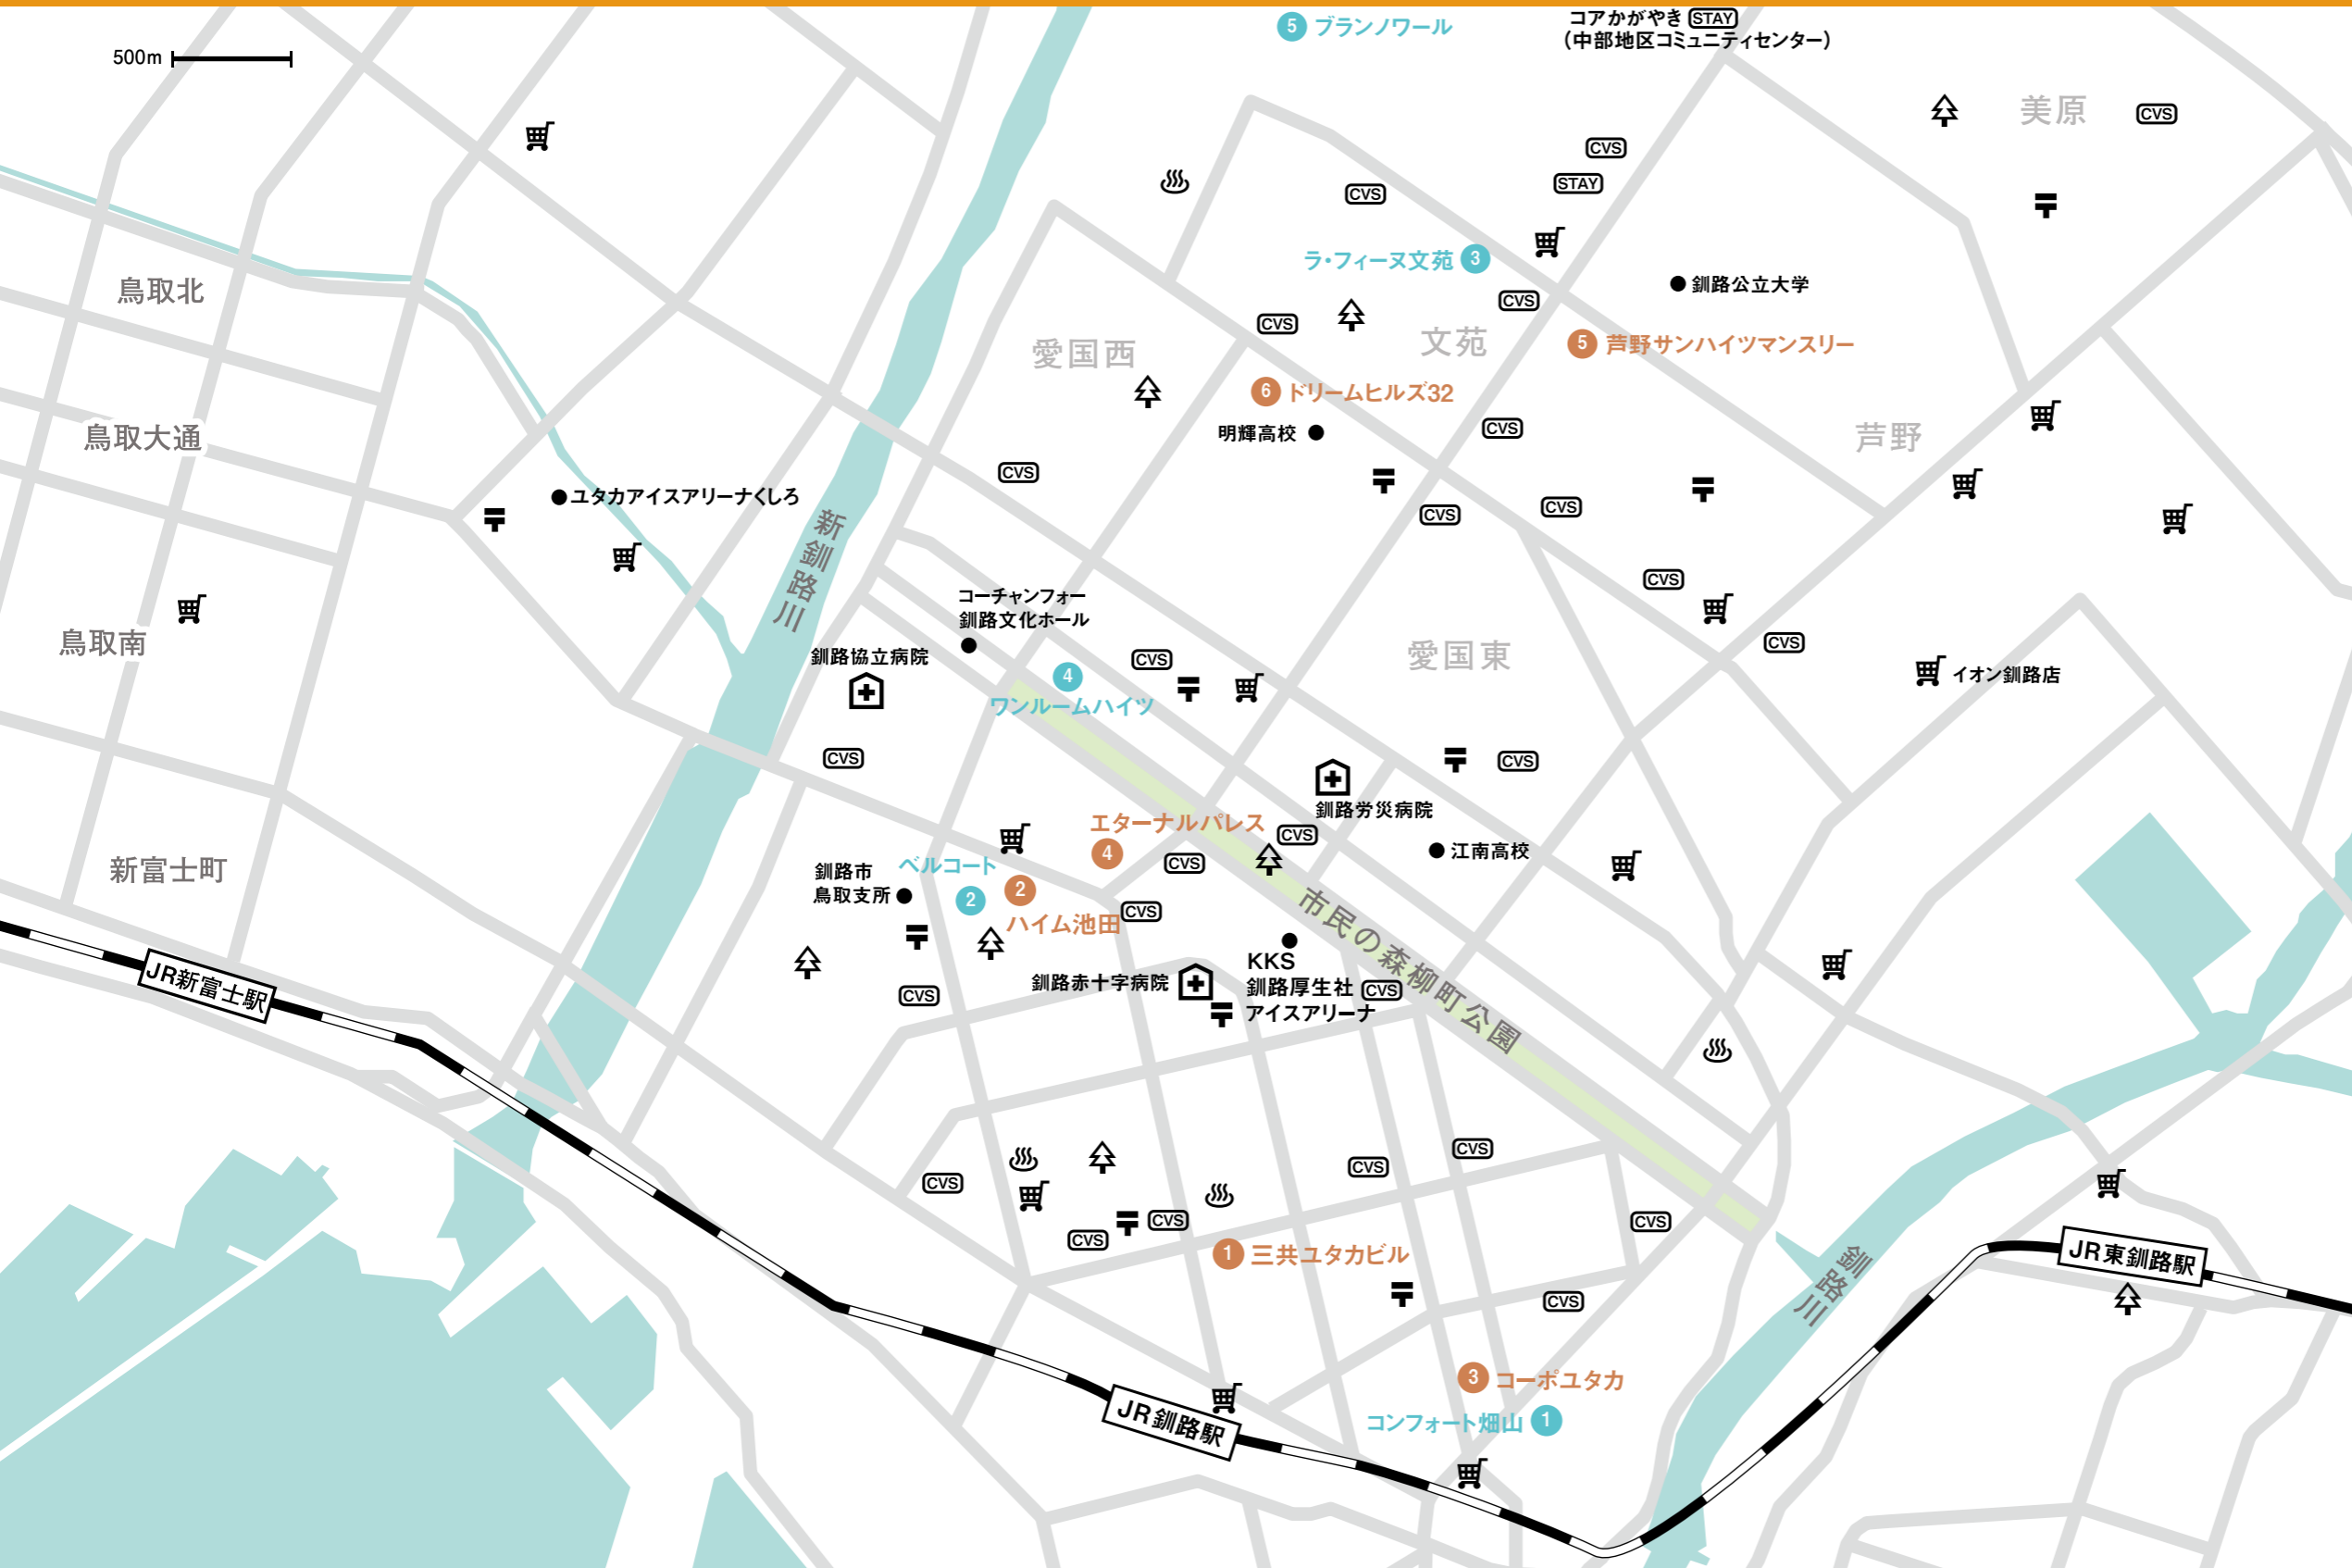 5 ブランノワール
コアかがやき STAY
(中部地区コミュニティセンター)
500m
美原
CVS
CVS
STAY
CVS
ラ・フィーヌ文苑 3
釧路公立大学
鳥取北
CVS
CVS
文苑
5 芦野サンハイツマンスリー
愛国西
6 ドリームヒルズ32
明輝高校
CVS
芦野
鳥取大通
CVS
ユタカアイスアリーナくしろ
CVS
CVS
新釧路川
CVS
コーチャンフォー
釧路文化ホール
鳥取南
釧路協立病院
CVS
愛国東
CVS
イオン釧路店
4
ワンルームハイツ
CVS
CVS
釧路労災病院
エターナルパレス
4
CVS
CVS
江南高校
新富士町
釧路市
鳥取支所
ベルコート
2
2
ハイム池田
CVS
市民の森柳町公園
KKS
釧路厚生社
アイスアリーナ
CVS
釧路赤十字病院
JR新富士駅
CVS
CVS
CVS
CVS
CVS
CVS
CVS
1 三共ユタカビル
釧路川
JR東釧路駅
CVS
3 コーポユタカ
コンフォート畑山 1
JR釧路駅